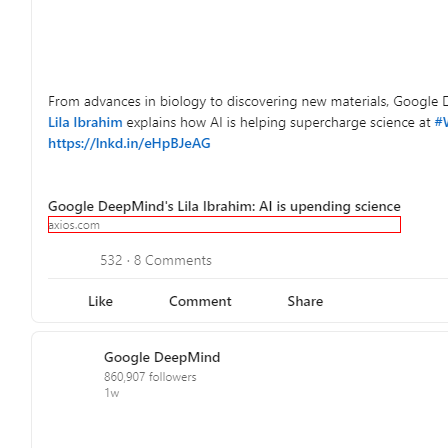 From advances in biology to discovering new materials, Google
Lila Ibrahim explains how AI is helping supercharge science at
https://lnkd.in/eHpBJeAG
Google DeepMind's Lila Ibrahim: AI is upending science
axios.com
532 · 8 Comments
Like Comment Share
Google DeepMind
860,907 followers
1w